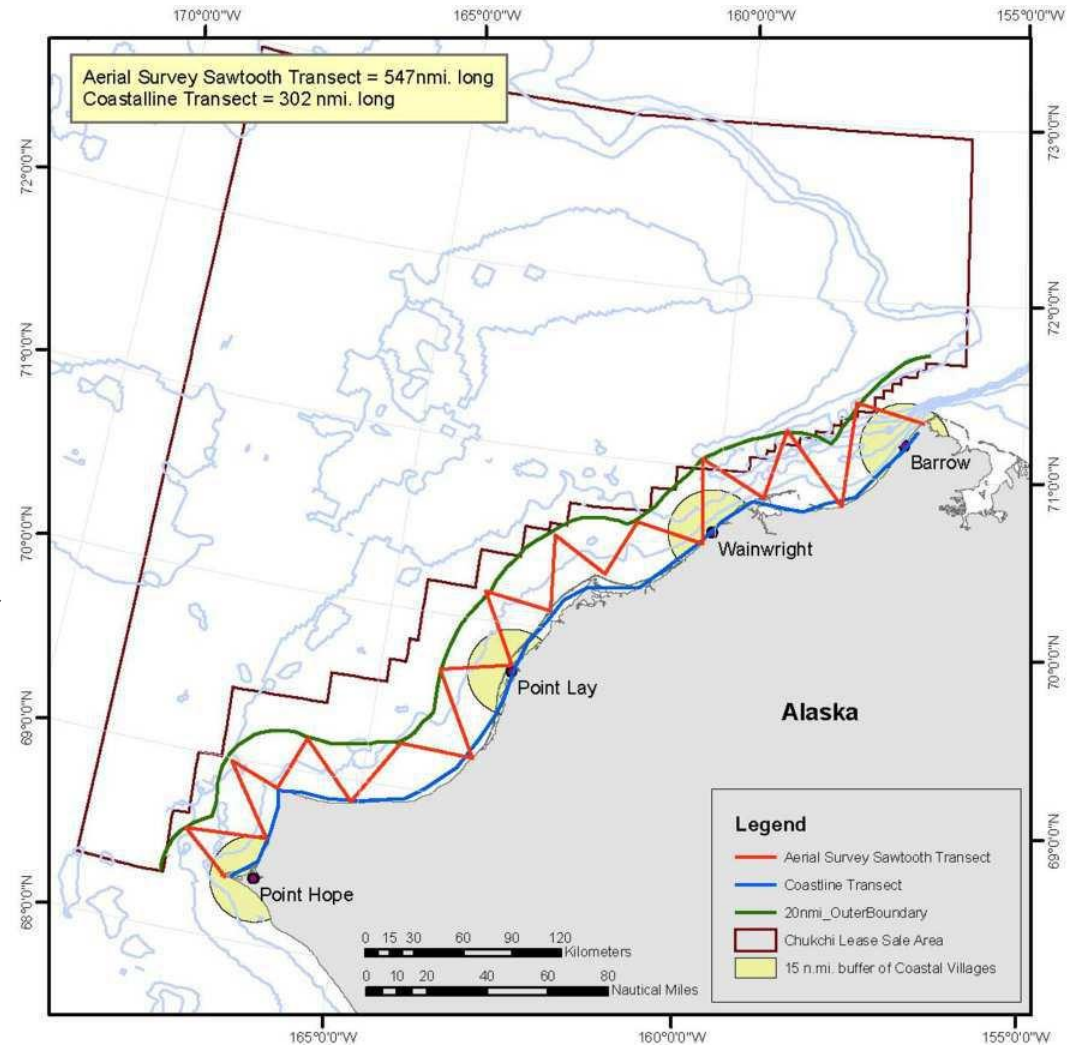 170°0'0"W
165°0'0"W
160°0'0"W
155°0'0"W
Aerial Survey Sawtooth Transect = 547nmi. long
Coastalline Transect = 302 nmi. long
73°0'0"N
72°0'0"N
72°0'0"N
71°0'0"N
71°0'0"N
70°0'0"N
70°0'0"N
69°0'0"N
69°0'0"N
68°0'0"N
Barrow
Wainwright
Point Lay
Alaska
Point Hope
Legend
Aerial Survey Sawtooth Transect
Coastline Transect
20nmi_OuterBoundary
Chukchi Lease Sale Area
15 n.mi. buffer of Coastal Villages
0 15 30 60 90 120
Kilometers
0 10 20 40 60 80
Nautical Miles
165°0'0"W
160°0'0"W
155°0'0"W